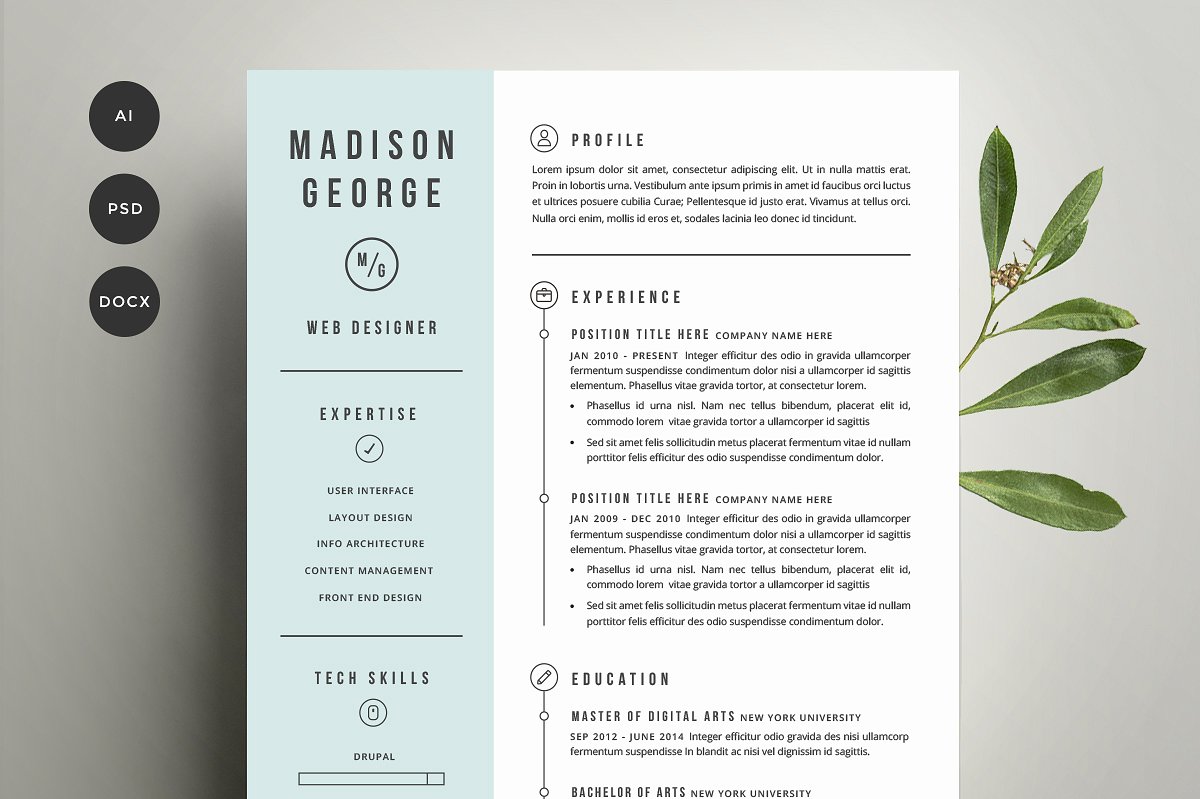 AI
PSD
DOCX
MADISON
GEORGE
M/G
WEB DESIGNER
EXPERTISE
USER INTERFACE
LAYOUT DESIGN
INFO ARCHITECTURE
CONTENT MANAGEMENT
FRONT END DESIGN
TECH SKILLS
DRUPAL
PROFILE
Lorem ipsum dolor sit amet, consectetur adipiscing elit. Ut in nulla mattis erat.
Proin in lobortis urna. Vestibulum ante ipsum primis in amet id faucibus orci luctus
et ultrices posuere cubilia Curae; Pellentesque id justo erat. Vivamus at tellus orci.
Nulla orci enim, mollis id eros et, sodales lacinia leo donec id tincidunt.
EXPERIENCE
POSITION TITLE HERE COMPANY NAME HERE
JAN 2010 - PRESENT Integer efficitur des odio in gravida ullamcorper
fermentum suspendisse condimentum dolor nisi a ullamcorper id sagittis
elementum. Phasellus vitae gravida tortor, at consectetur lorem.
• Phasellus id urna nisl. Nam nec tellus bibendum, placerat elit id,
commodo lorem vitae gravida tortor a ullamcorper id sagittis
• Sed sit amet felis sollicitudin metus placerat fermentum vitae id nullam
porttitor felis efficitur des odio suspendisse condimentum dolor.
POSITION TITLE HERE COMPANY NAME HERE
JAN 2009 - DEC 2010 Integer efficitur des odio in gravida ullamcorper
fermentum suspendisse condimentum dolor nisi a ullamcorper id sagittis
elementum. Phasellus vitae gravida tortor, at consectetur lorem.
• Phasellus id urna nisl. Nam nec tellus bibendum, placerat elit id,
commodo lorem vitae gravida tortor a ullamcorper id sagittis
• Sed sit amet felis sollicitudin metus placerat fermentum vitae id nullam
porttitor felis efficitur des odio suspendisse condimentum dolor.
EDUCATION
MASTER OF DIGITAL ARTS NEW YORK UNIVERSITY
SEP 2012 - JUNE 2014 Integer efficitur odio gravida des nisi ullamcorp
fermentum suspendisse In blandit ac nisi vel dignissim id sagittis.
BACHELOR OF ARTS NEW YORK UNIVERSITY